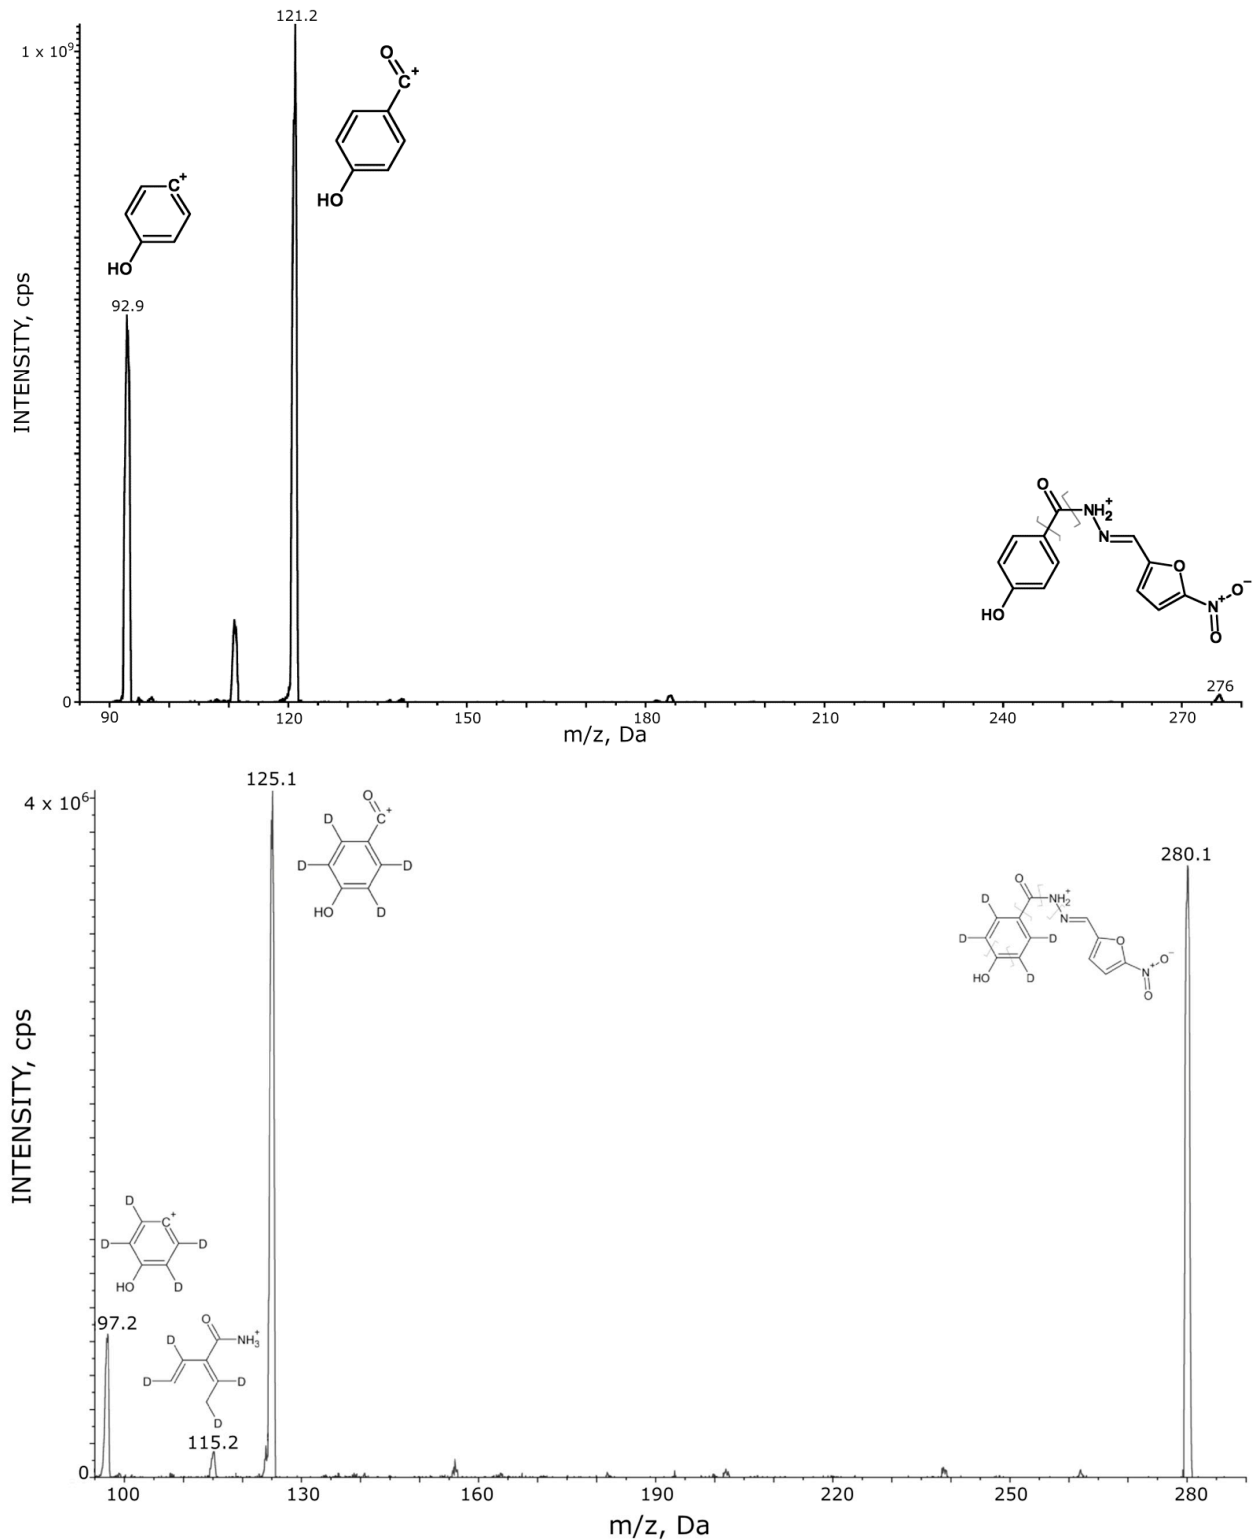 121.2
1 x 10⁹
O
C⁺
HO
C⁺
HO
92.9
INTENSITY, cps
O
NH₂⁺
N
O
N⁺
O⁻
O
HO
276
0
90 120 150 180 210 240 270
m/z, Da
125.1
4 x 10⁶
O
C⁺
D
D D
HO D
280.1
O
D NH₂⁺
N
D D O
HO D N⁺ O⁻
O
INTENSITY, cps
D
C⁺
D D
HO D
97.2
O
D NH₃⁺
D D
D
115.2
0
100 130 160 190 220 250 280
m/z, Da